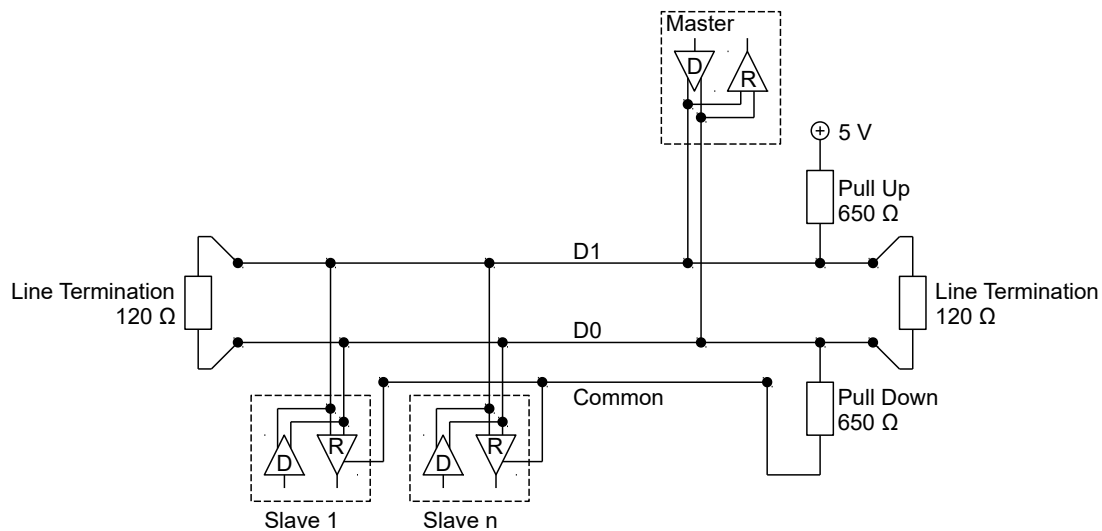 Master
D
R
5 V
Pull Up
650 Ω
D1
Line Termination
120 Ω
Line Termination
120 Ω
D0
Common
Pull Down
650 Ω
D
R
D
R
Slave 1
Slave n